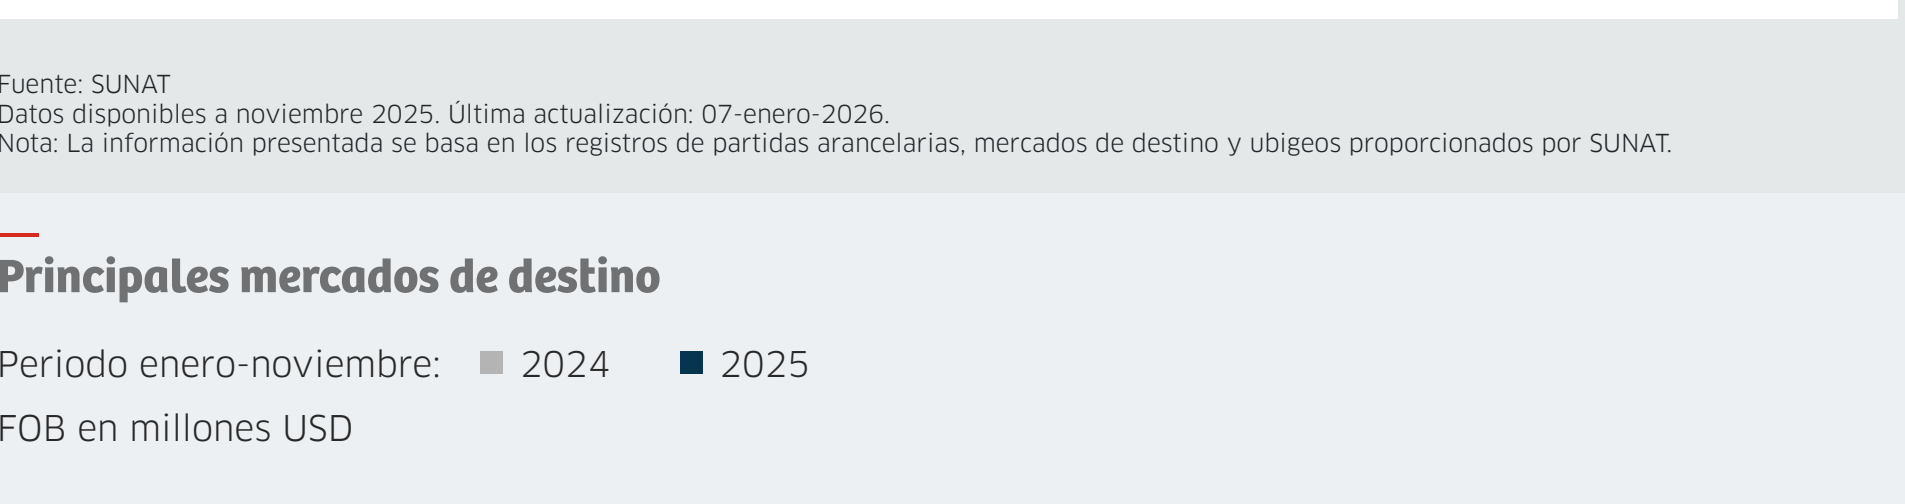 Fuente: SUNAT
Datos disponibles a noviembre 2025. Última actualización: 07-enero-2026.
Nota: La información presentada se basa en los registros de partidas arancelarias, mercados de destino y ubigeos proporcionados por SUNAT.
Principales mercados de destino
Periodo enero-noviembre: 2024 2025
FOB en millones USD